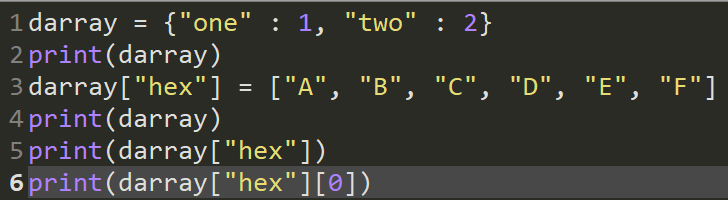 1 darray = {"one" : 1, "two" : 2}
2 print(darray)
3 darray["hex"] = ["A", "B", "C", "D", "E", "F"]
4 print(darray)
5 print(darray["hex"])
6 print(darray["hex"][0])